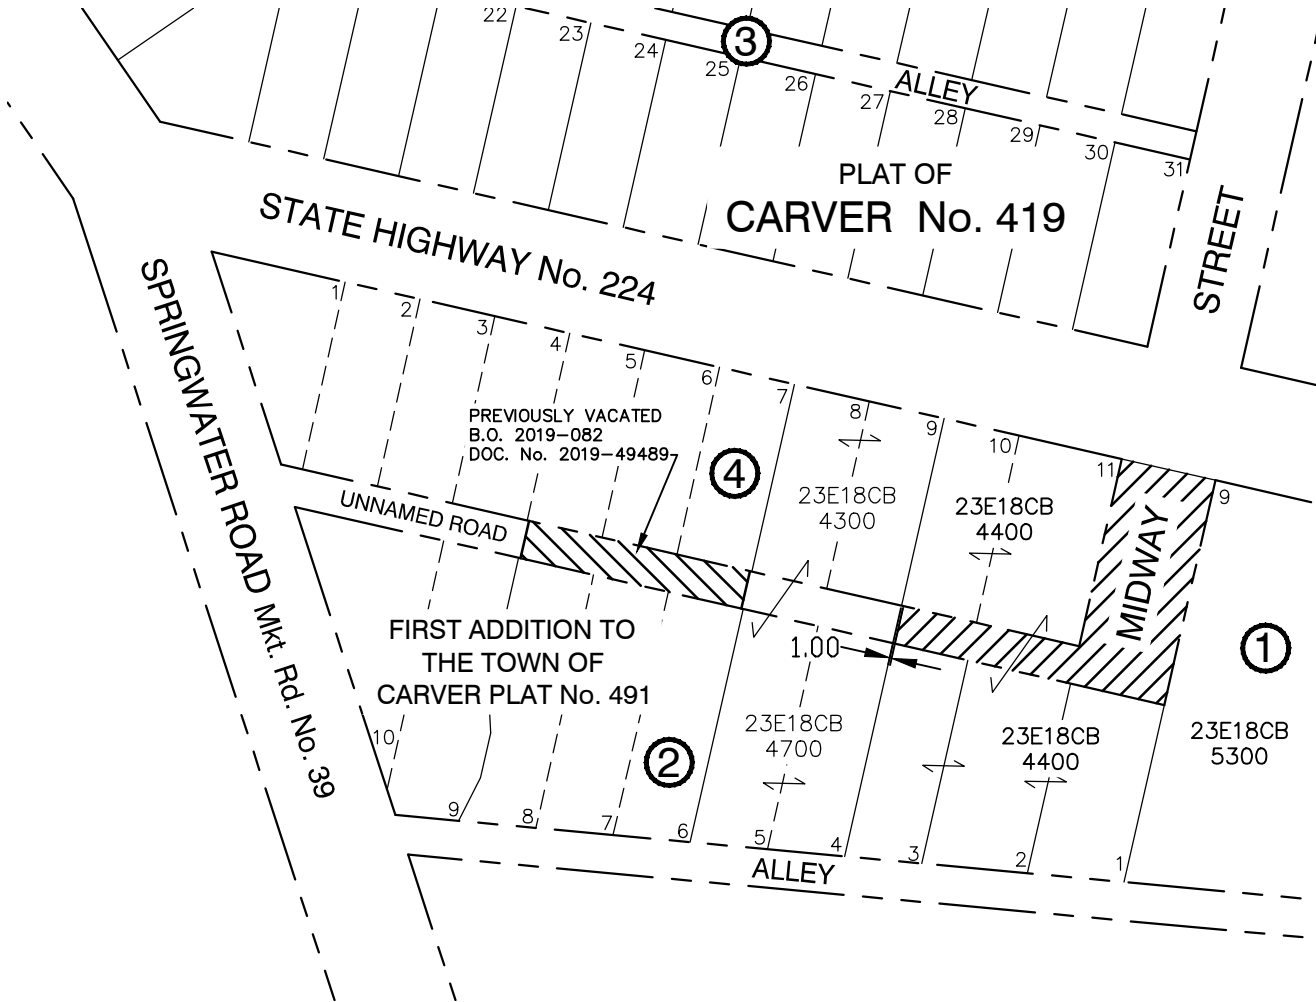 22
23
24
25
3
26
27
ALLEY
28
29
30
31
PLAT OF
CARVER No. 419
STREET
STATE HIGHWAY No. 224
SPRINGWATER ROAD Mkt. Rd. No. 39
1
2
3
4
5
6
7
8
9
10
11
9
PREVIOUSLY VACATED
B.O. 2019-082
DOC. No. 2019-49489
4
23E18CB
4300
23E18CB
4400
MIDWAY
UNNAMED ROAD
FIRST ADDITION TO
THE TOWN OF
CARVER PLAT No. 491
1.00
1
23E18CB
4700
23E18CB
4400
23E18CB
5300
2
10
9
8
7
6
5
4
3
2
1
ALLEY